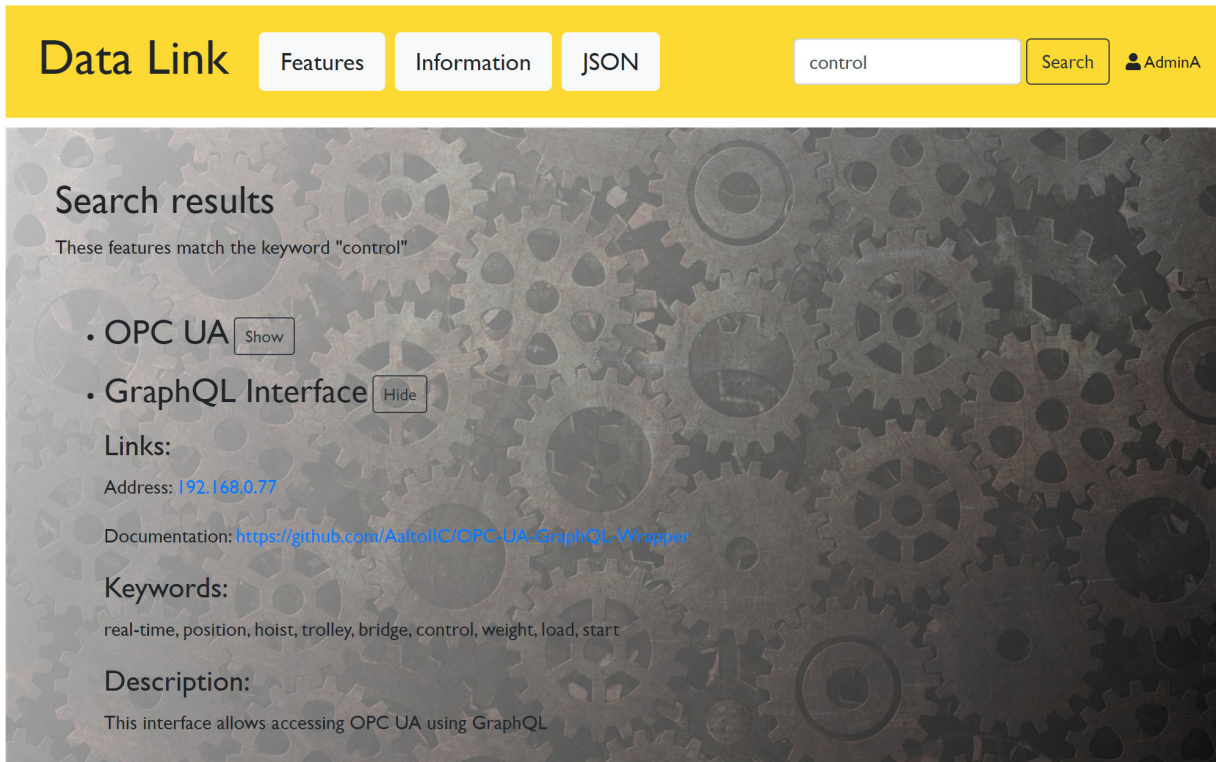 Data Link Features Information JSON control Search AdminA
Search results
These features match the keyword "control"
• OPC UA Show
• GraphQL Interface Hide
Links:
Address: 192.168.0.77
Documentation: https://github.com/AaltoIIC/OPC-UA-GraphQL-Wrapper
Keywords:
real-time, position, hoist, trolley, bridge, control, weight, load, start
Description:
This interface allows accessing OPC UA using GraphQL